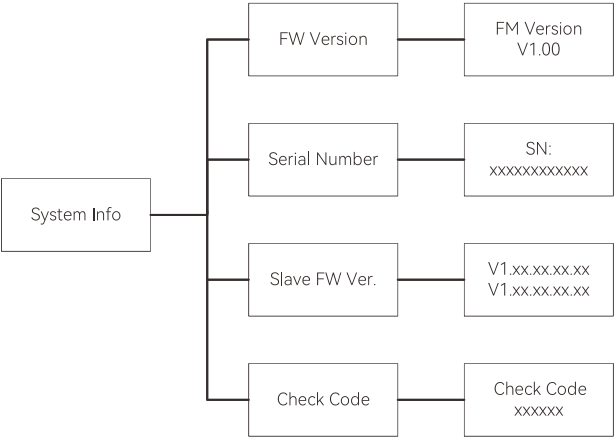 FW Version
FM Version
V1.00
Serial Number
SN:
xxxxxxxxxxxx
System Info
Slave FW Ver.
V1.xx.xx.xx.xx
V1.xx.xx.xx.xx
Check Code
Check Code
xxxxxx